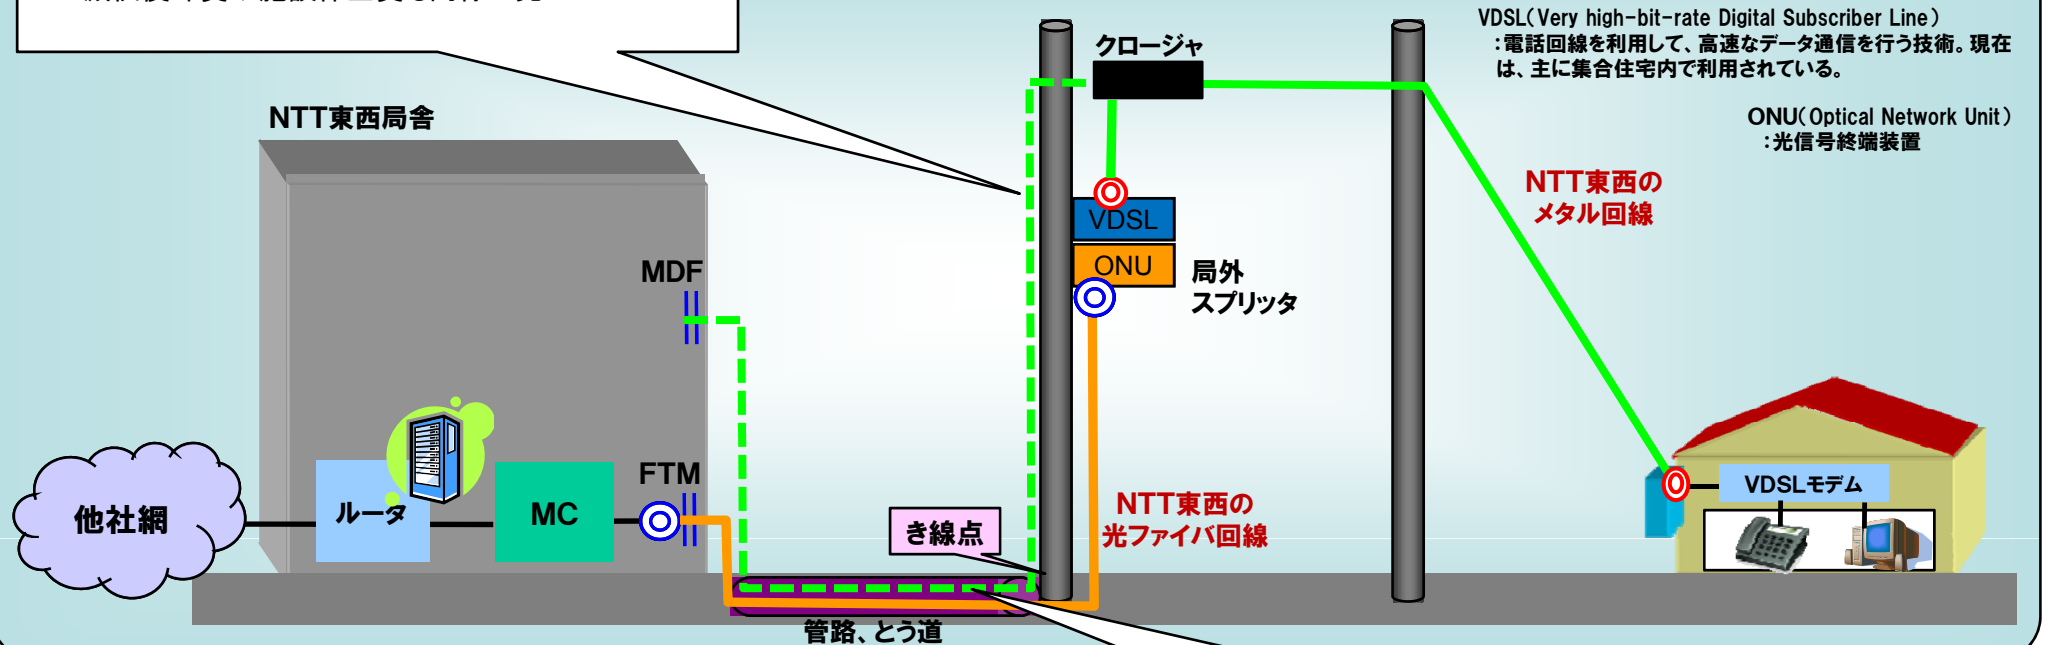 VDSL(Very high-bit-rate Digital Subscriber Line)
：電話回線を利用して、高速なデータ通信を行う技術。現在
は、主に集合住宅内で利用されている。
クロージャ
NTT東西局舎
ONU(Optical Network Unit)
：光信号終端装置
NTT東西の
メタル回線
VDSL
ONU
MDF
局外
スプリッタ
FTM
VDSLモデム
他社網
ルータ
MC
NTT東西の
光ファイバ回線
き線点
管路、とう道